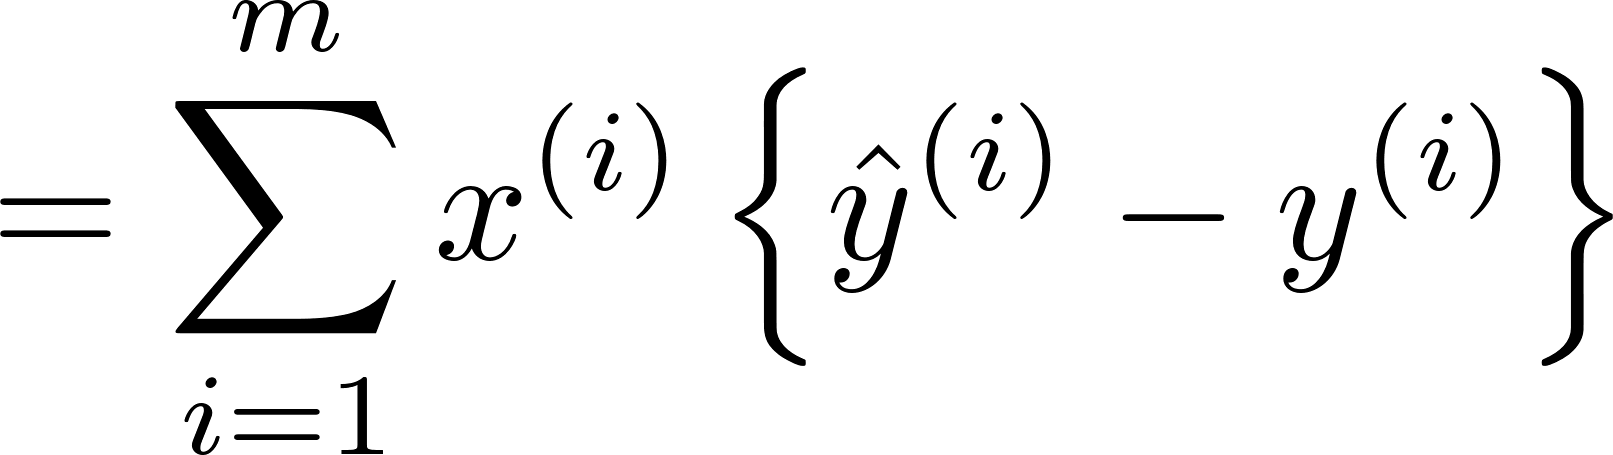 = \sum_{i=1}^{m} x^{(i)} \left\{ \hat{y}^{(i)} - y^{(i)} \right\}